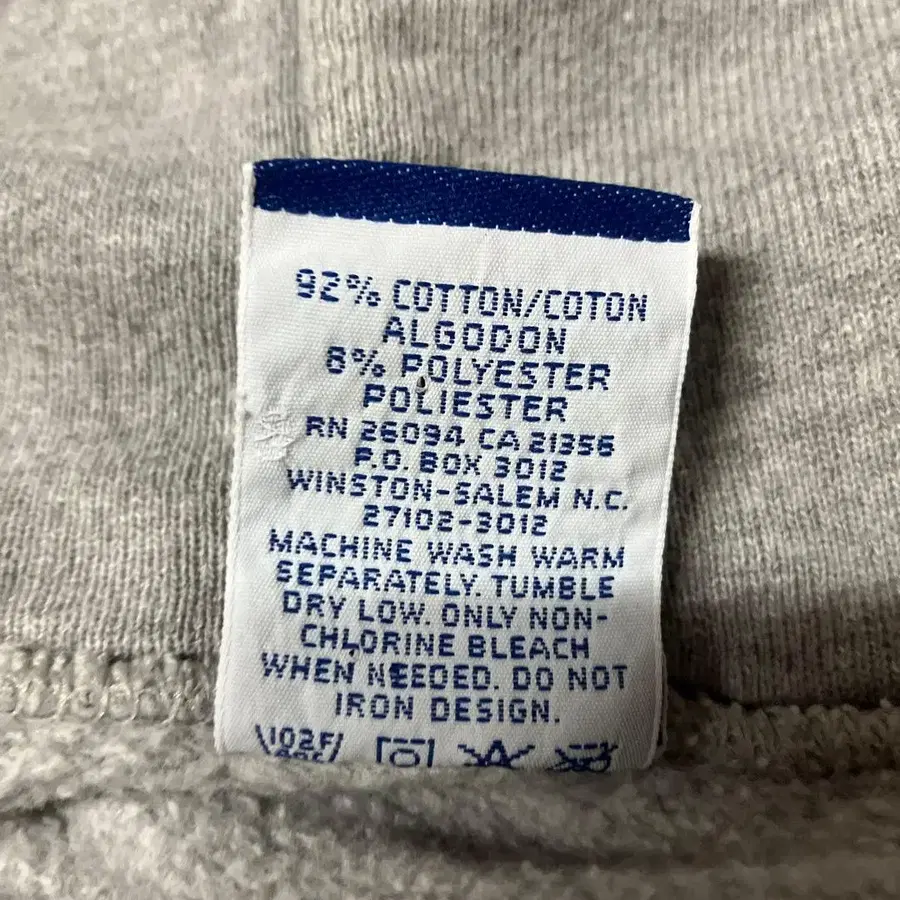 92% COTTON/COTON
ALGODON
8% POLYESTER
POLIESTER
RN 26094 CA 21356
P.O. BOX 3012
WINSTON-SALEM N.C.
27102-3012
MACHINE WASH WARM
SEPARATELY. TUMBLE
DRY LOW. ONLY NON-
CHLORINE BLEACH
WHEN NEEDED. DO NOT
IRON DESIGN.
102F